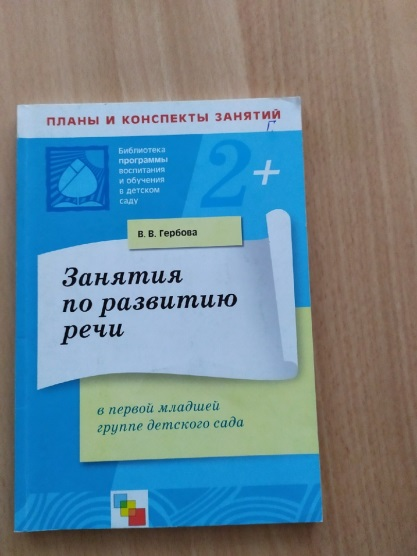 ПЛАНЫ И КОНСПЕКТЫ ЗАНЯТИЙ
Библиотека
программы
воспитания
и обучения
в детском
саду
2+
В. В. Гербова
Занятия
по развитию
речи
в первой младшей
группе детского сада